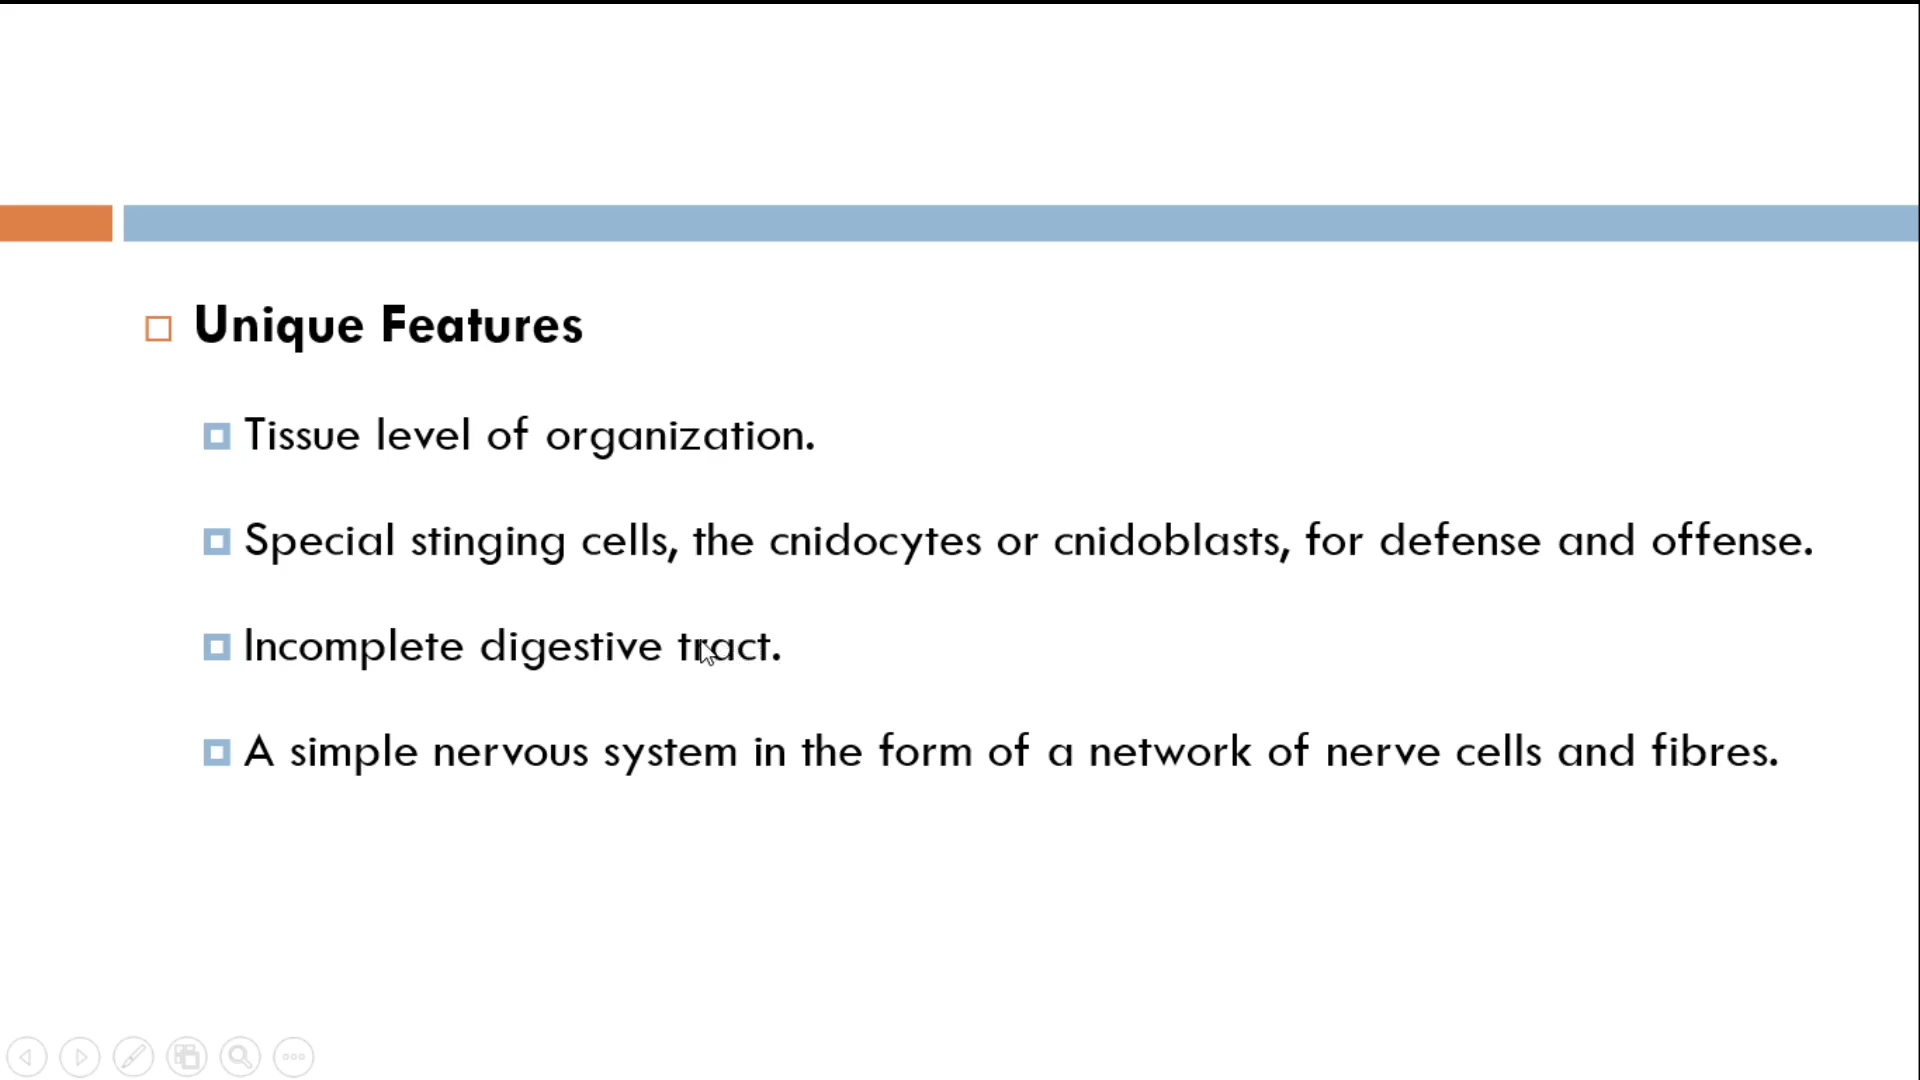 Unique Features
Tissue level of organization.
Special stinging cells, the cnidocytes or cnidoblasts, for defense and offense.
Incomplete digestive tract.
A simple nervous system in the form of a network of nerve cells and fibres.